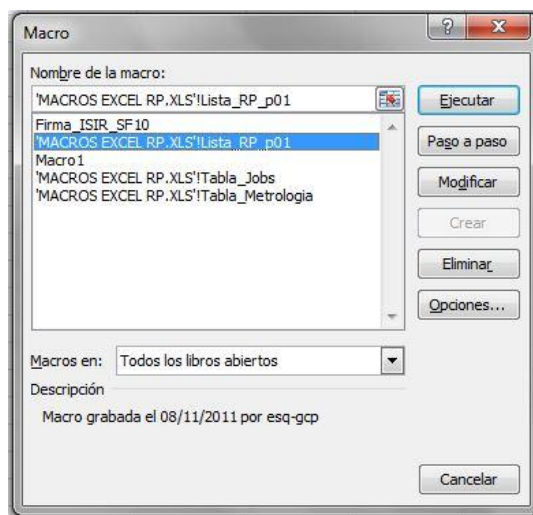 Macro
Nombre de la macro:
'MACROS EXCEL RP.XLS'!Lista_RP_p01
Firma_ISIR_SF10
'MACROS EXCEL RP.XLS'!Lista_RP_p01
Macro1
'MACROS EXCEL RP.XLS'!Tabla_Jobs
'MACROS EXCEL RP.XLS'!Tabla_Metrologia
Ejecutar
Paso a paso
Modificar
Crear
Eliminar
Opciones...
Macros en: Todos los libros abiertos
Descripción
Macro grabada el 08/11/2011 por esq-gcp
Cancelar